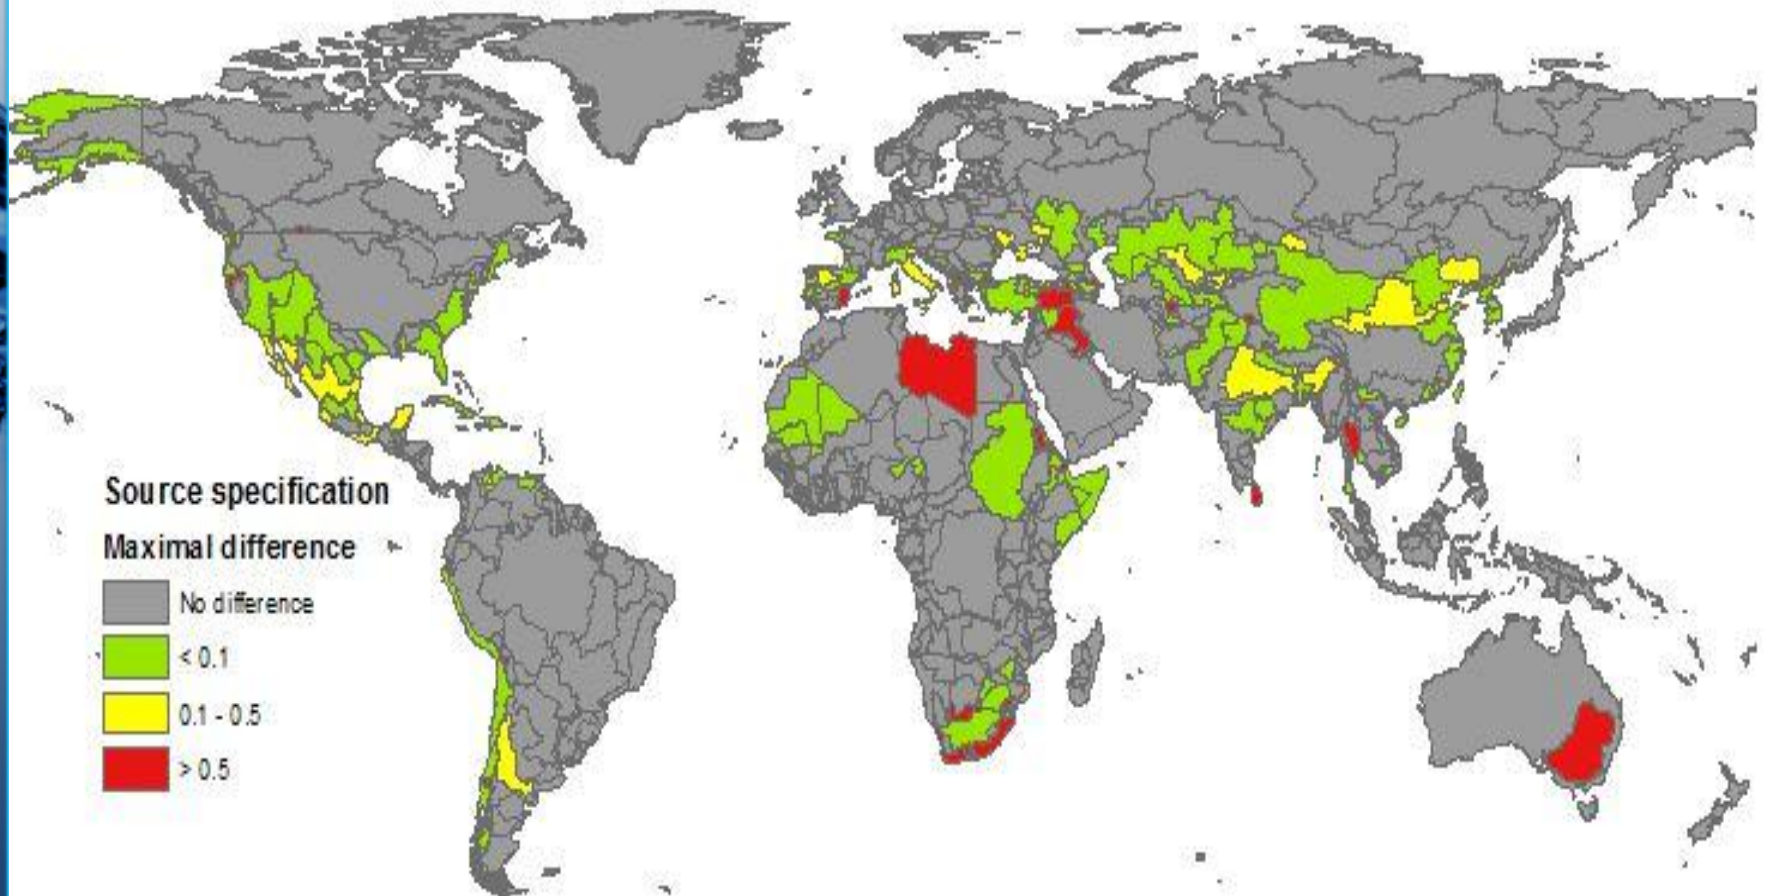 Source specification
Maximal difference
No difference
< 0.1
0.1 - 0.5
> 0.5